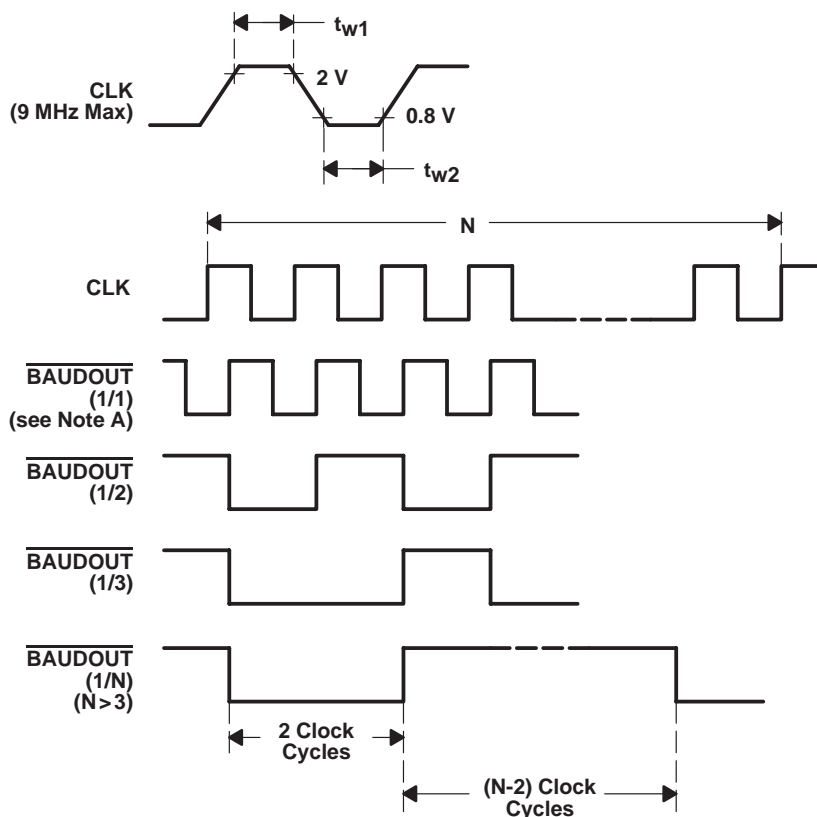 tw1
CLK
(9 MHz Max)
2 V
0.8 V
tw2
N
CLK
BAUDOUT
(1/1)
(see Note A)
BAUDOUT
(1/2)
BAUDOUT
(1/3)
BAUDOUT
(1/N)
(N>3)
2 Clock
Cycles
(N-2) Clock
Cycles